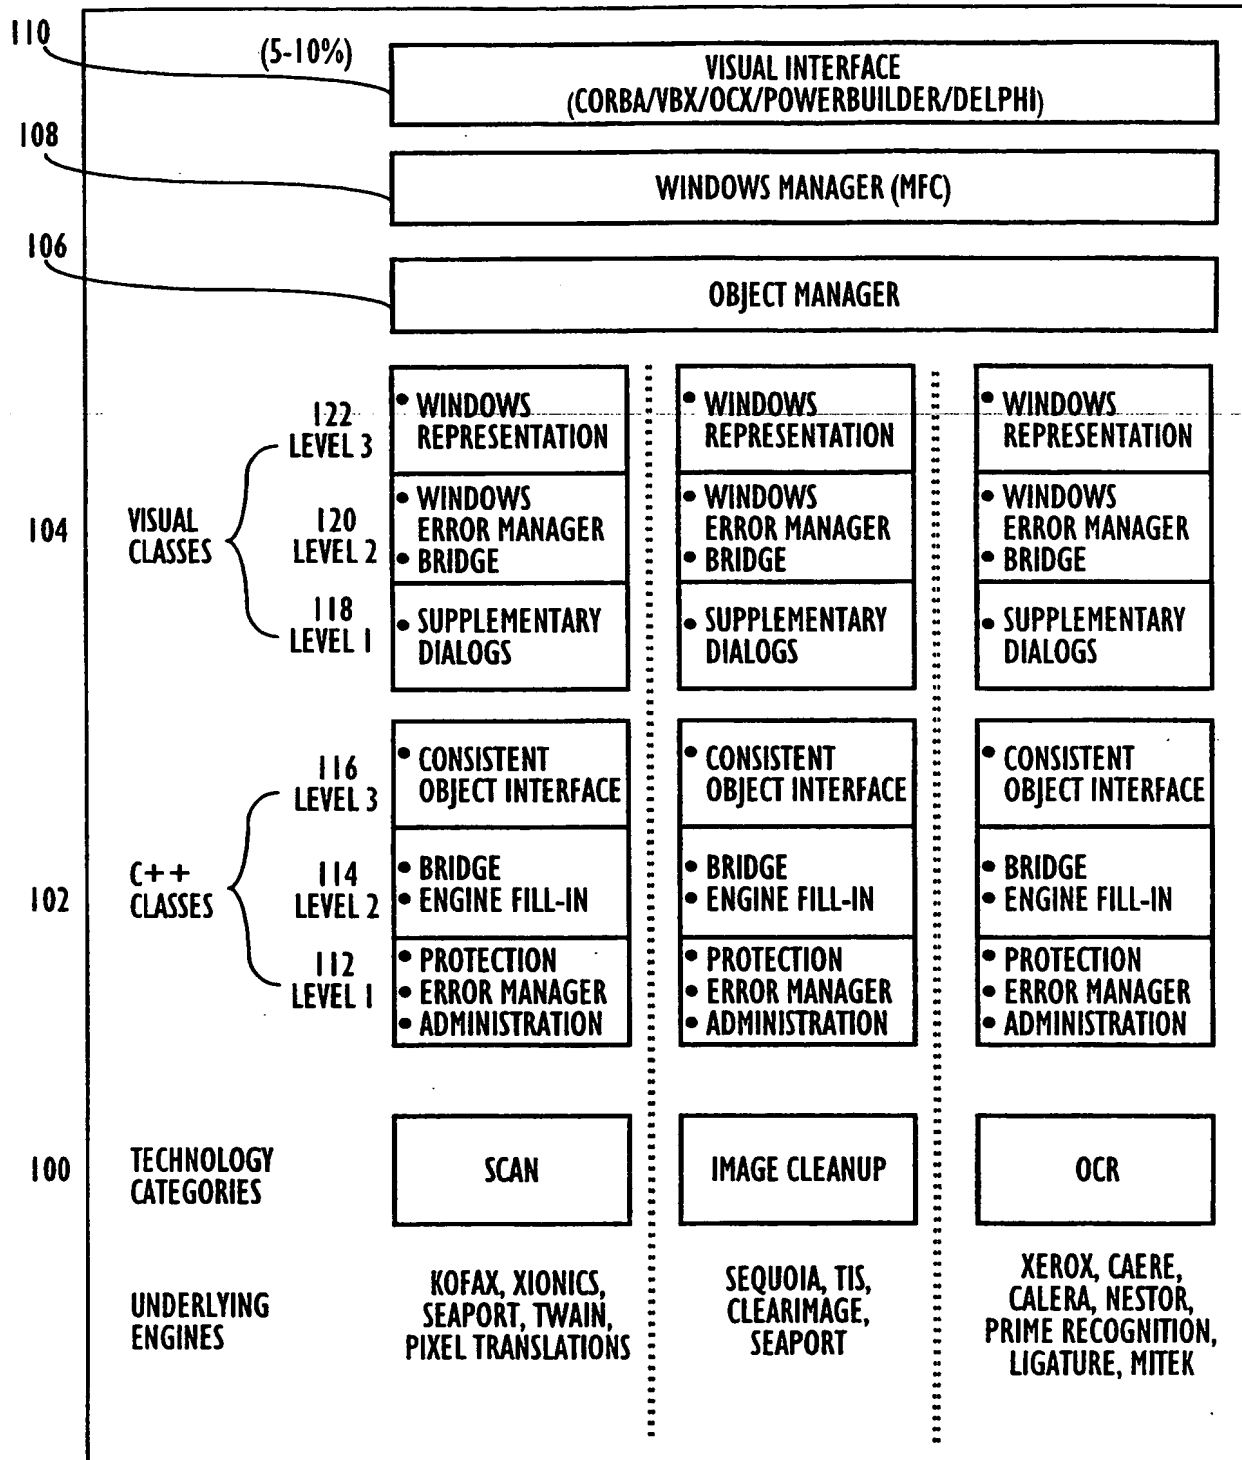 110
(5-10%)
VISUAL INTERFACE
(CORBA/VBX/OCX/POWERBUILDER/DELPHI)
108
WINDOWS MANAGER (MFC)
106
OBJECT MANAGER
104
VISUAL
CLASSES
122
LEVEL 3
• WINDOWS
REPRESENTATION
• WINDOWS
REPRESENTATION
• WINDOWS
REPRESENTATION
120
LEVEL 2
• WINDOWS
ERROR MANAGER
• BRIDGE
• WINDOWS
ERROR MANAGER
• BRIDGE
• WINDOWS
ERROR MANAGER
• BRIDGE
118
LEVEL 1
• SUPPLEMENTARY
DIALOGS
• SUPPLEMENTARY
DIALOGS
• SUPPLEMENTARY
DIALOGS
102
C++
CLASSES
116
LEVEL 3
• CONSISTENT
OBJECT INTERFACE
• CONSISTENT
OBJECT INTERFACE
• CONSISTENT
OBJECT INTERFACE
114
LEVEL 2
• BRIDGE
• ENGINE FILL-IN
• BRIDGE
• ENGINE FILL-IN
• BRIDGE
• ENGINE FILL-IN
112
LEVEL 1
• PROTECTION
• ERROR MANAGER
• ADMINISTRATION
• PROTECTION
• ERROR MANAGER
• ADMINISTRATION
• PROTECTION
• ERROR MANAGER
• ADMINISTRATION
100
TECHNOLOGY
CATEGORIES
SCAN
IMAGE CLEANUP
OCR
UNDERLYING
ENGINES
KOFAX, XIONICS,
SEAPORT, TWAIN,
PIXEL TRANSLATIONS
SEQUOIA, TIS,
CLEARIMAGE,
SEAPORT
XEROX, CAERE,
CALERA, NESTOR,
PRIME RECOGNITION,
LIGATURE, MITEK